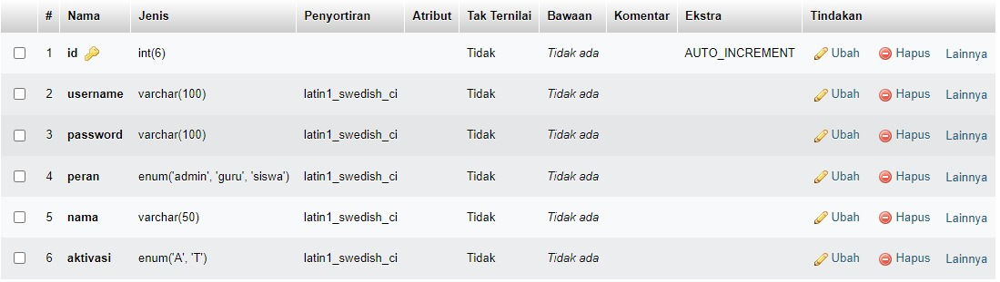 # Nama Jenis Penyortiran Atribut Tak Ternilai Bawaan Komentar Ekstra Tindakan
1 id int(6) Tidak Tidak ada AUTO_INCREMENT Ubah Hapus Lainnya
2 username varchar(100) latin1_swedish_ci Tidak Tidak ada Ubah Hapus Lainnya
3 password varchar(100) latin1_swedish_ci Tidak Tidak ada Ubah Hapus Lainnya
4 peran enum('admin', 'guru', 'siswa') latin1_swedish_ci Tidak Tidak ada Ubah Hapus Lainnya
5 nama varchar(50) latin1_swedish_ci Tidak Tidak ada Ubah Hapus Lainnya
6 aktivasi enum('A', 'T') latin1_swedish_ci Tidak Tidak ada Ubah Hapus Lainnya